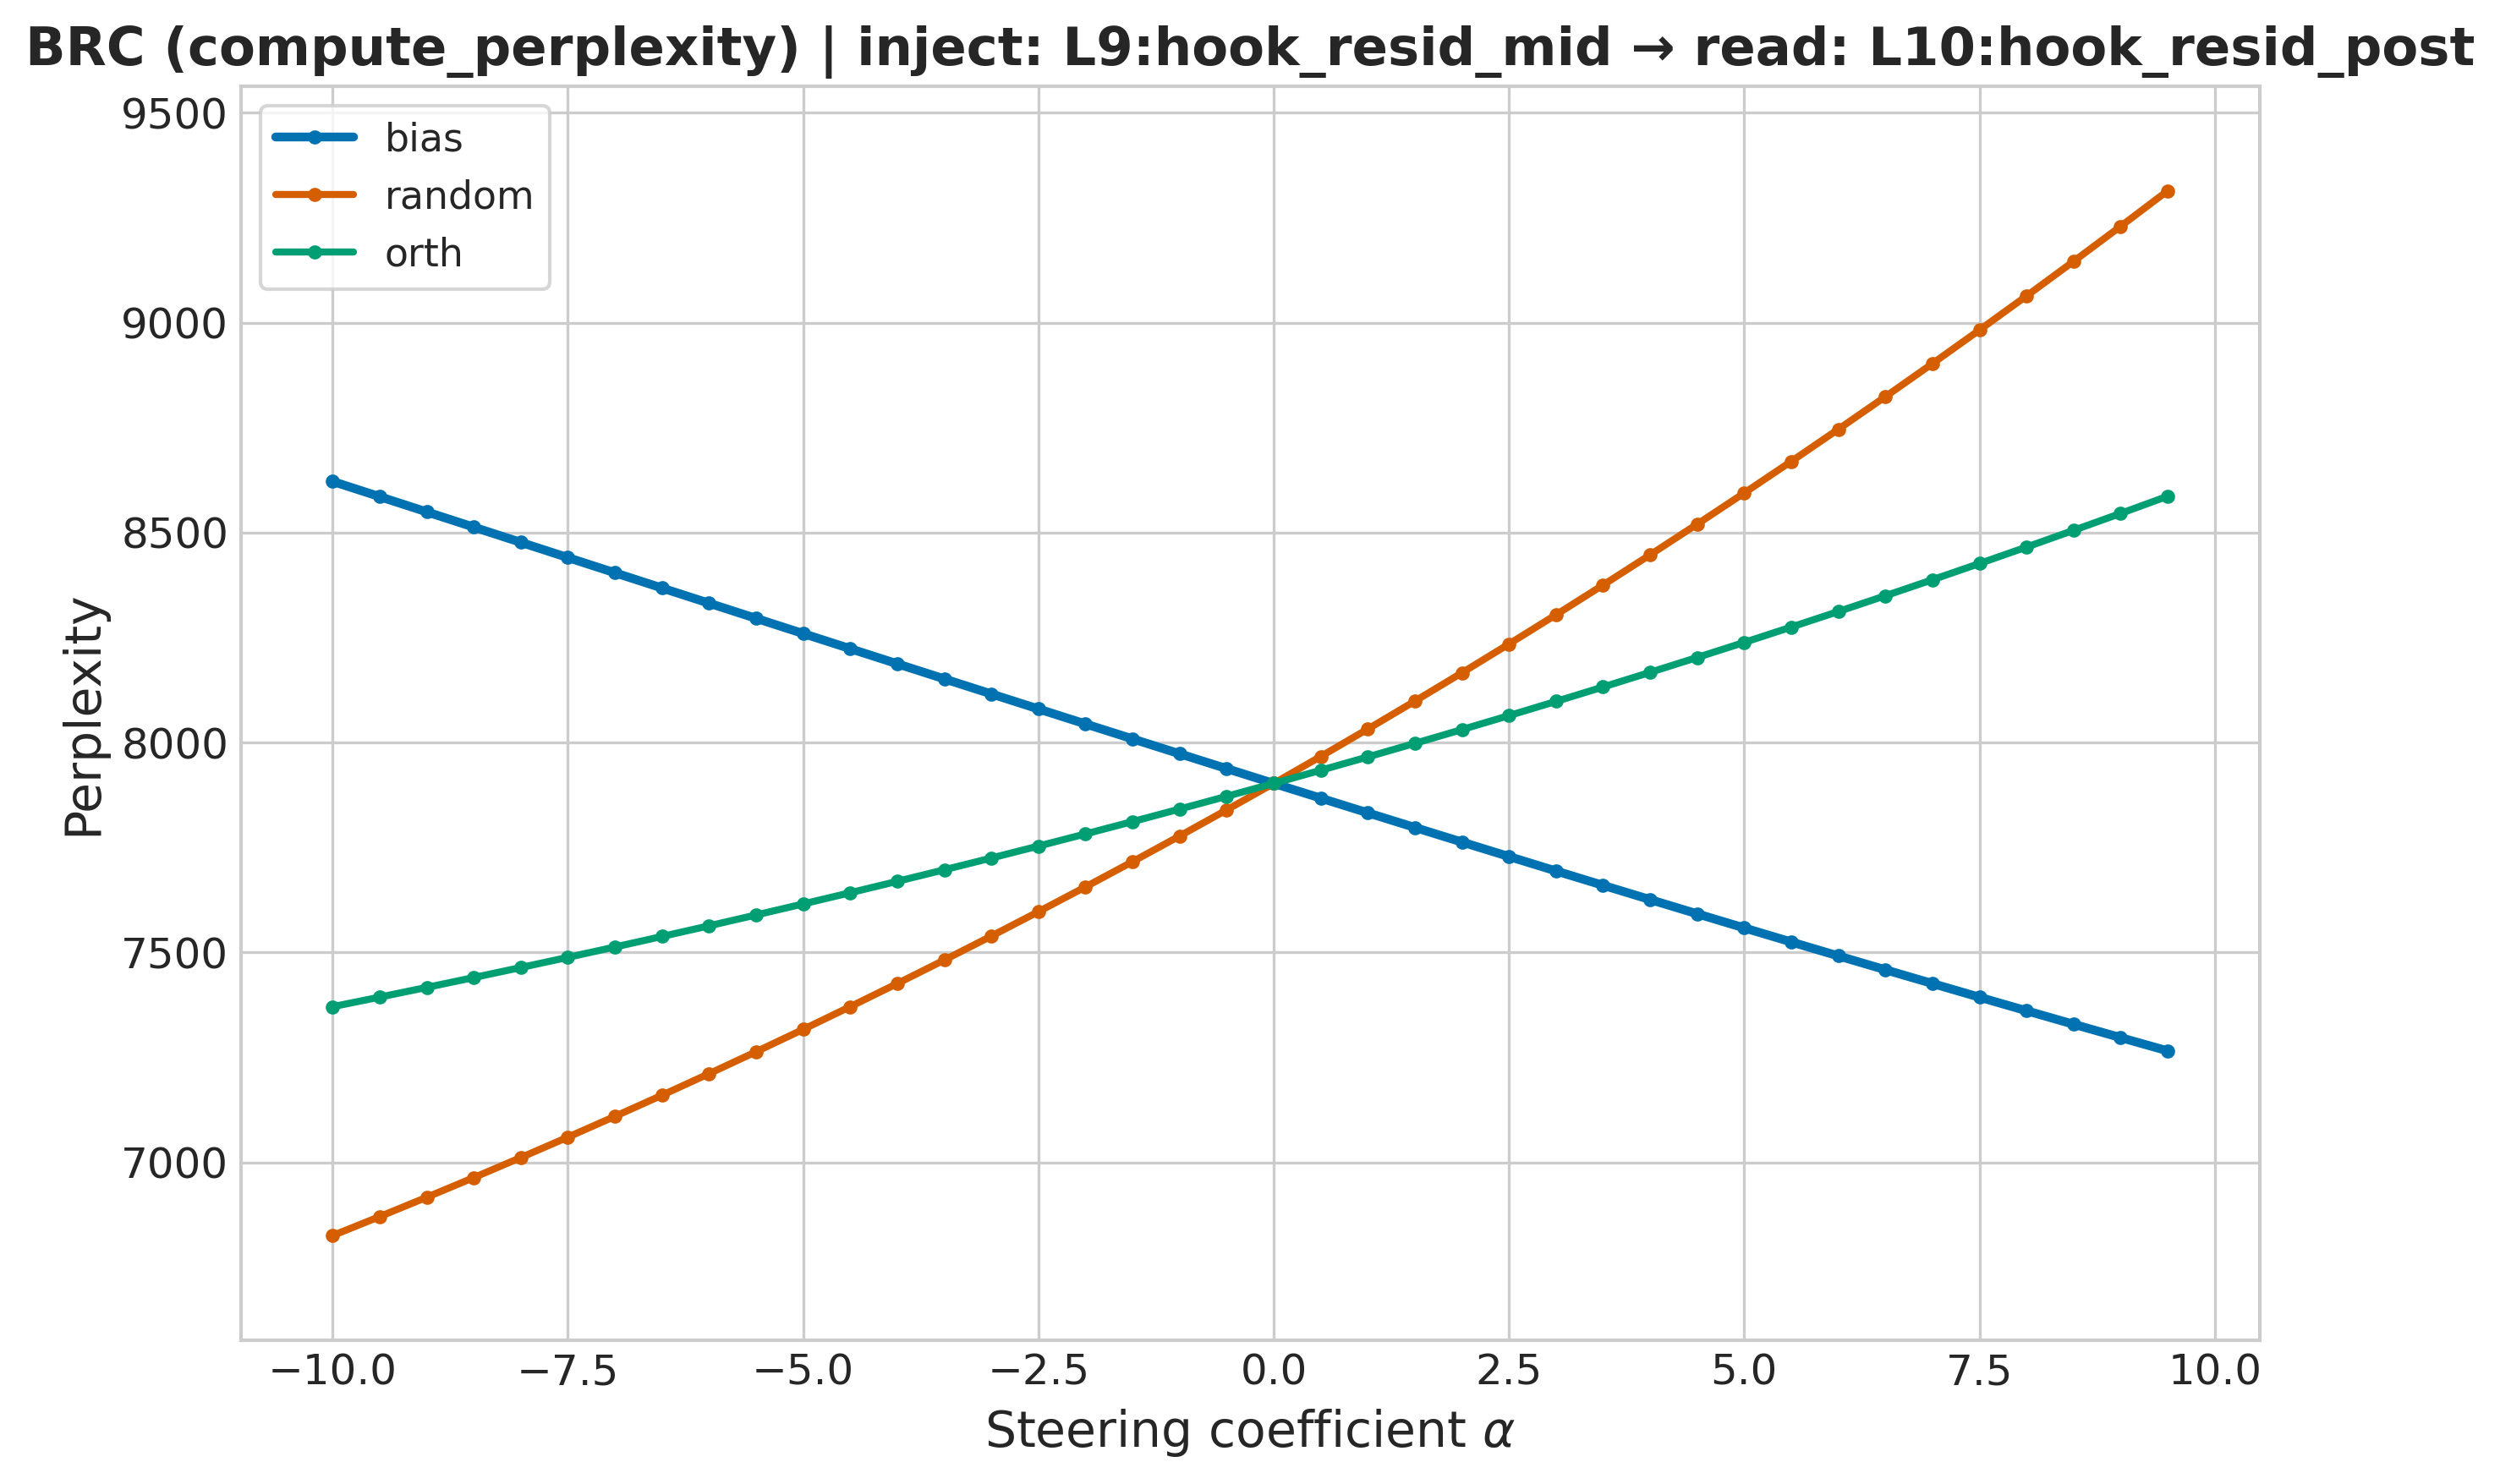 BRC (compute_perplexity) | inject: L9:hook_resid_mid → read: L10:hook_resid_post
bias
random
orth
Perplexity
9500
9000
8500
8000
7500
7000
−10.0
−7.5
−5.0
−2.5
0.0
2.5
5.0
7.5
10.0
Steering coefficient α